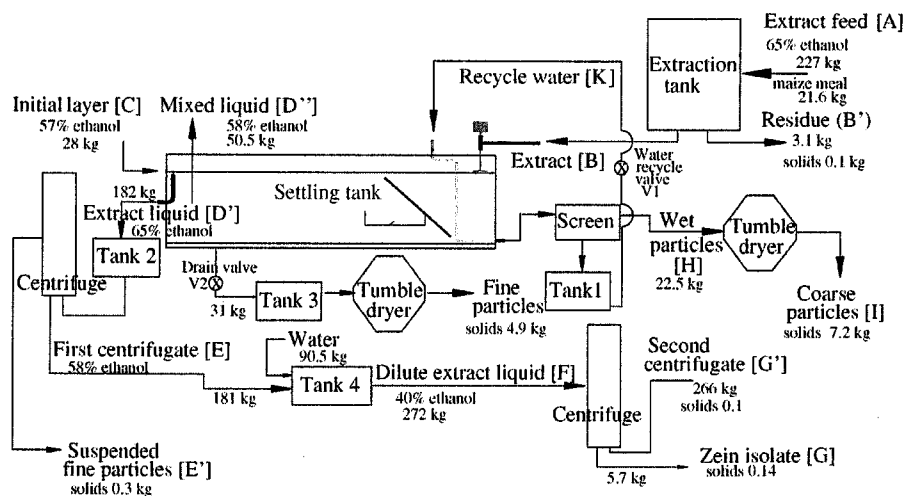 Extract feed [A]
65% ethanol
227 kg
maize meal
21.6 kg
Extraction
tank
Residue (B')
3.1 kg
solids 0.1 kg
Recycle water [K]
Initial layer [C]
57% ethanol
28 kg
Mixed liquid [D'']
58% ethanol
50.5 kg
Extract [B]
Water
recycle
valve
V1
Settling tank
182 kg
Extract liquid [D']
65% ethanol
Tank 2
Centrifuge
Screen
Wet
particles
[H]
22.5 kg
Tumble
dryer
Drain valve
V2
31 kg
Tank 3
Tumble
dryer
Fine
particles
solids 4.9 kg
Tank1
Coarse
particles [I]
solids 7.2 kg
First centrifugate [E]
58% ethanol
181 kg
Water
90.5 kg
Tank 4
Dilute extract liquid [F]
40% ethanol
272 kg
Centrifuge
Second
centrifugate [G']
266 kg
solids 0.1
Suspended
fine particles [E']
solids 0.3 kg
5.7 kg
Zein isolate [G]
solids 0.14